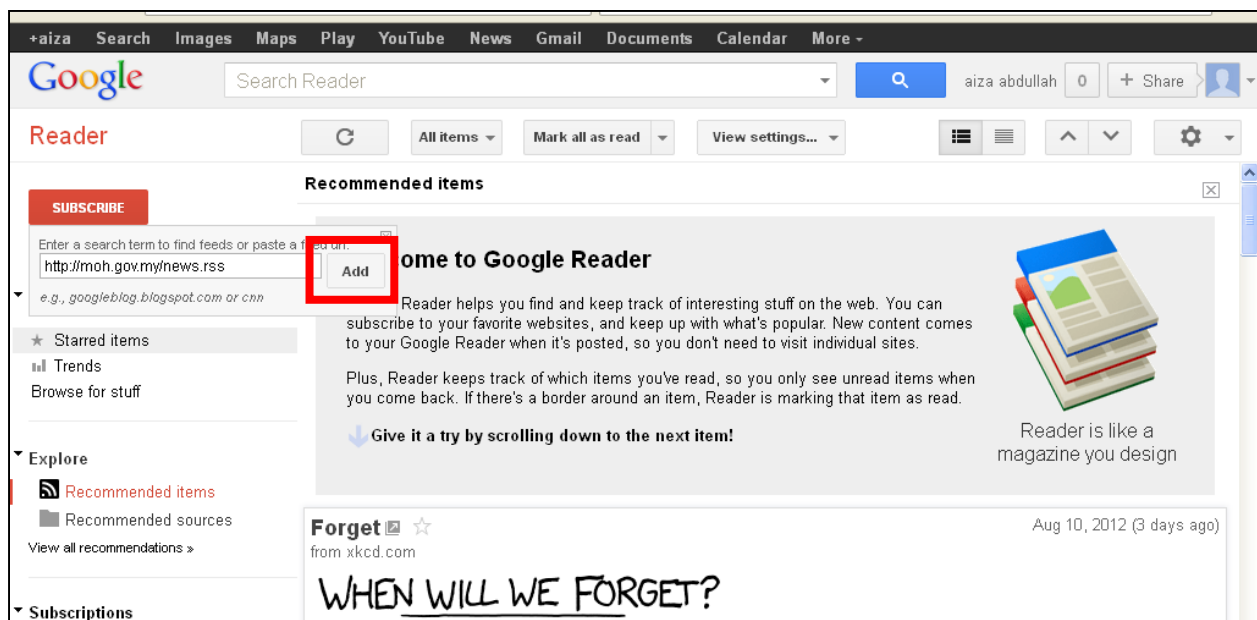 +aiza Search Images Maps Play YouTube News Gmail Documents Calendar More
Google Search Reader aiza abdullah 0 + Share
Reader All items Mark all as read View settings...
Recommended items
SUBSCRIBE
Enter a search term to find feeds or paste a feed url.
http://moh.gov.my/news.rss Add
e.g., googleblog.blogspot.com or cnn
Starred items
Trends
Browse for stuff
Explore
Recommended items
Recommended sources
View all recommendations »
Subscriptions
ome to Google Reader
Reader helps you find and keep track of interesting stuff on the web. You can
subscribe to your favorite websites, and keep up with what's popular. New content comes
to your Google Reader when it's posted, so you don't need to visit individual sites.
Plus, Reader keeps track of which items you've read, so you only see unread items when
you come back. If there's a border around an item, Reader is marking that item as read.
Give it a try by scrolling down to the next item!
Reader is like a
magazine you design
Forget Aug 10, 2012 (3 days ago)
from xkcd.com
WHEN WILL WE FORGET?